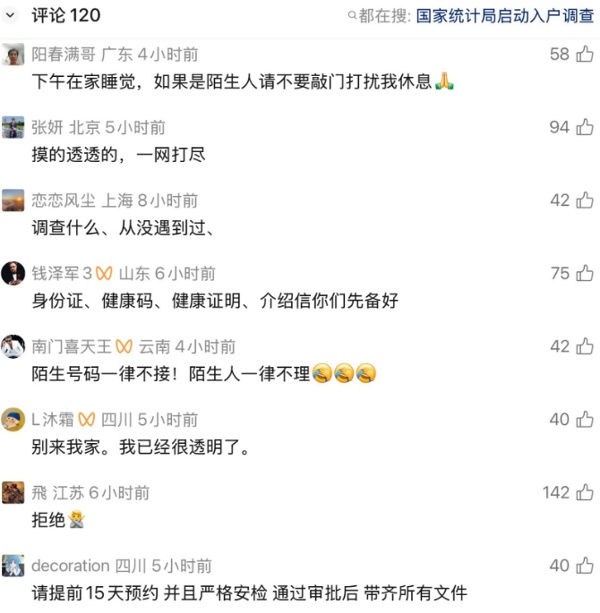 评论 120
都在搜: 国家统计局启动入户调查
阳春满哥 广东 4小时前
58
下午在家睡觉，如果是陌生人请不要敲门打扰我休息🙏
张妍 北京 5小时前
94
摸的透透的，一网打尽
恋恋风尘 上海 8小时前
42
调查什么、从没遇到过、
钱泽军3 山东 6小时前
75
身份证、健康码、健康证明、介绍信你们先备好
南门喜天王 云南 4小时前
42
陌生号码一律不接！陌生人一律不理🤣🤣🤣
L沐霜 四川 5小时前
40
别来我家。我已经很透明了。
飛 江苏 6小时前
142
拒绝🙅
decoration 四川 5小时前
40
请提前15天预约 并且严格安检 通过审批后 带齐所有文件